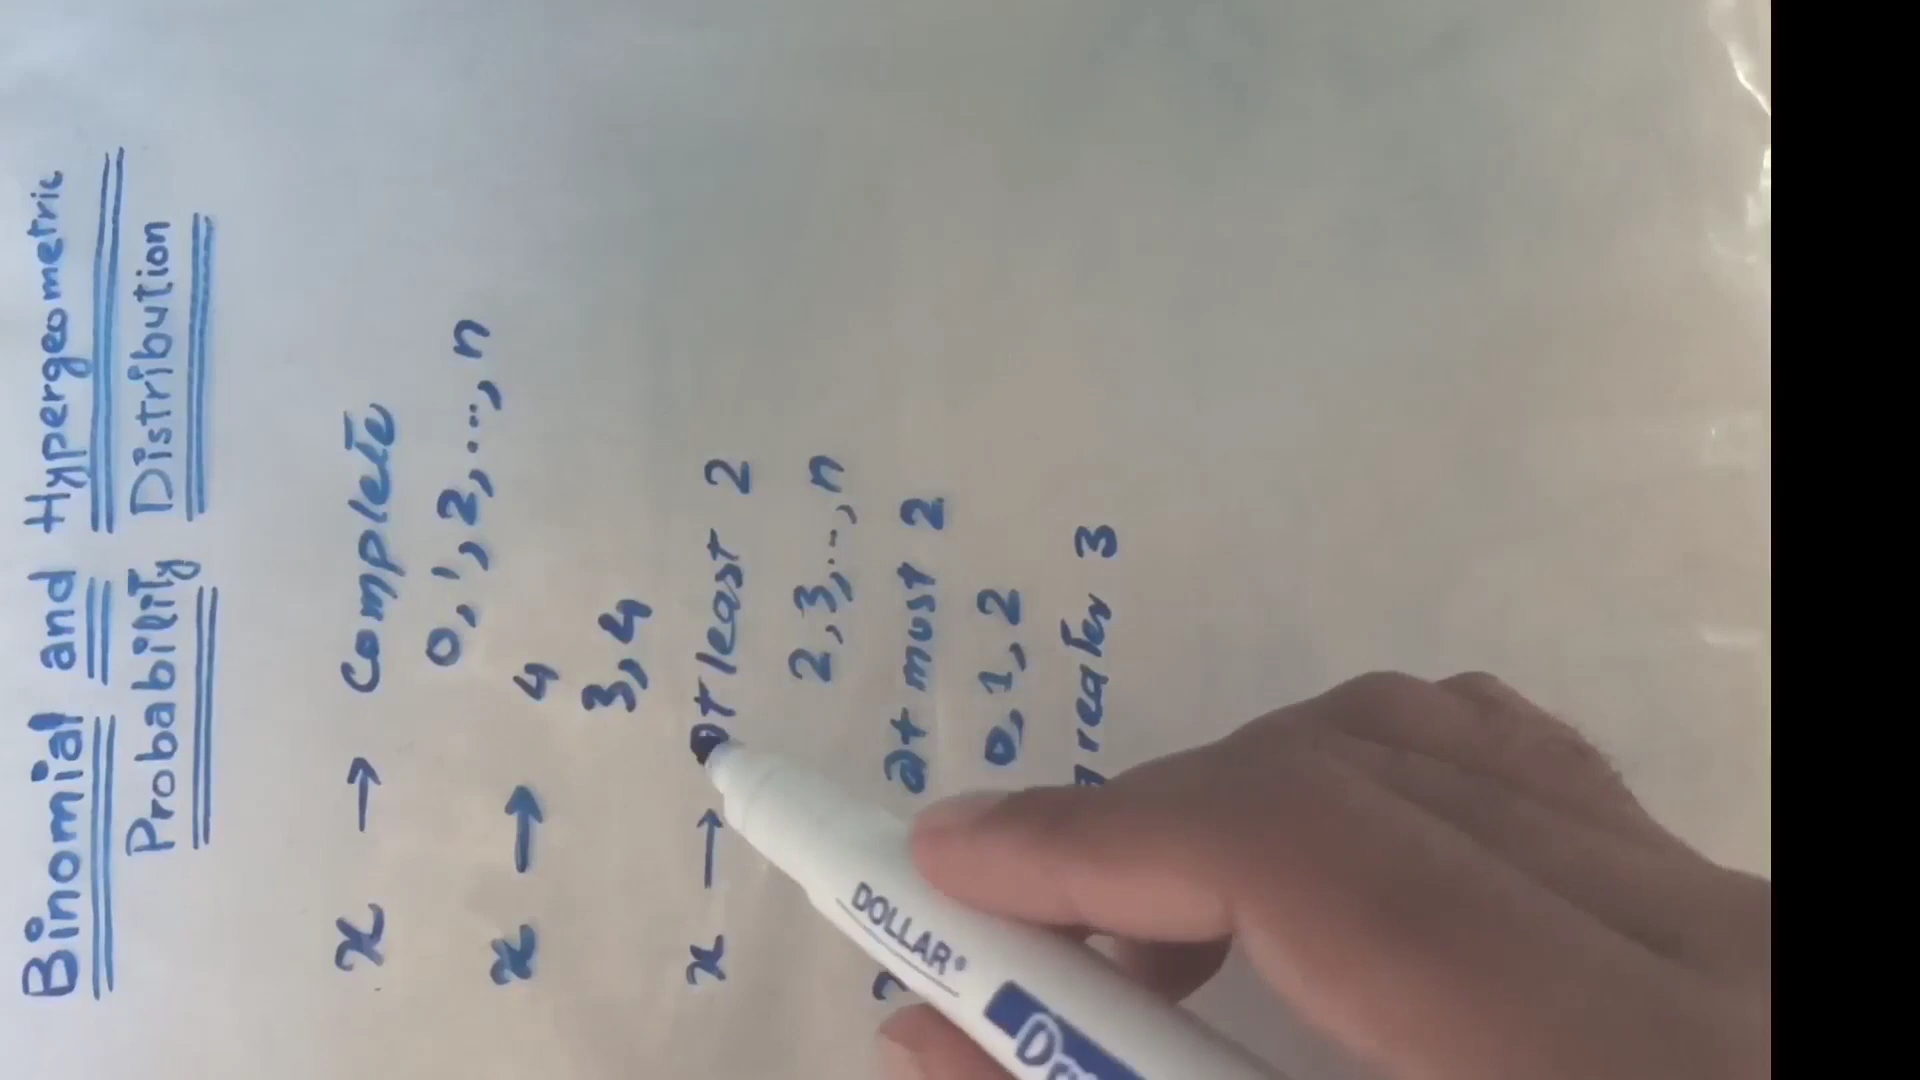 Binomial and Hypergeometric
Probability Distribution
x → Complete
0, 1, 2, ..., n
x → 4
3, 4
x → at least 2
2, 3, ..., n
at must 2
0, 1, 2
greater 3
DOLLAR